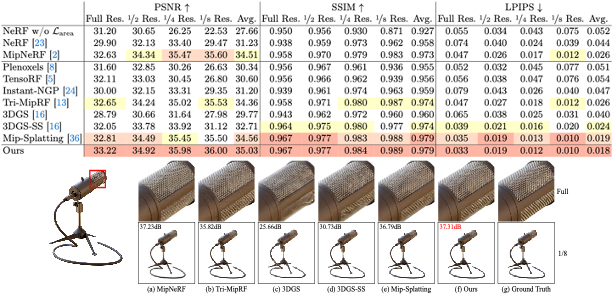 PSNR ↑ SSIM ↑ LPIPS ↓
Full Res. 1/2 Res. 1/4 Res. 1/8 Res. Avg. Full Res. 1/2 Res. 1/4 Res. 1/8 Res. Avg. Full Res. 1/2 Res. 1/4 Res. 1/8 Res. Avg.
NeRF w/o ℒarea 31.20 30.65 26.25 22.53 27.66 0.950 0.956 0.930 0.871 0.927 0.055 0.034 0.043 0.075 0.052
NeRF [23] 29.90 32.13 33.40 29.47 31.23 0.938 0.959 0.973 0.962 0.958 0.074 0.040 0.024 0.039 0.044
MipNeRF [2] 32.63 34.34 35.47 35.60 34.51 0.958 0.970 0.979 0.983 0.973 0.047 0.026 0.017 0.012 0.026
Plenoxels [8] 31.60 32.85 30.26 26.63 30.34 0.956 0.967 0.961 0.936 0.955 0.052 0.032 0.045 0.077 0.051
TensoRF [5] 32.11 33.03 30.45 26.80 30.60 0.956 0.966 0.962 0.939 0.956 0.056 0.038 0.047 0.076 0.054
Instant-NGP [24] 30.00 32.15 33.31 29.35 31.20 0.939 0.961 0.974 0.963 0.959 0.079 0.043 0.026 0.040 0.047
Tri-MipRF [13] 32.65 34.24 35.02 35.53 34.36 0.958 0.971 0.980 0.987 0.974 0.047 0.027 0.018 0.012 0.026
3DGS [16] 28.79 30.66 31.64 27.98 29.77 0.943 0.962 0.972 0.960 0.960 0.065 0.038 0.025 0.031 0.040
3DGS-SS [16] 32.05 33.78 33.92 31.12 32.71 0.964 0.975 0.980 0.977 0.974 0.039 0.021 0.016 0.020 0.024
Mip-Splatting [36] 32.81 34.49 35.45 35.50 34.56 0.967 0.977 0.983 0.988 0.979 0.035 0.019 0.013 0.010 0.019
Ours 33.22 34.92 35.98 36.00 35.03 0.967 0.977 0.984 0.989 0.979 0.033 0.019 0.012 0.010 0.018
Full
37.23dB 35.82dB 25.66dB 30.73dB 36.79dB 37.31dB
1/8
(a) MipNeRF (b) Tri-MipRF (c) 3DGS (d) 3DGS-SS (e) Mip-Splatting (f) Ours (g) Ground Truth